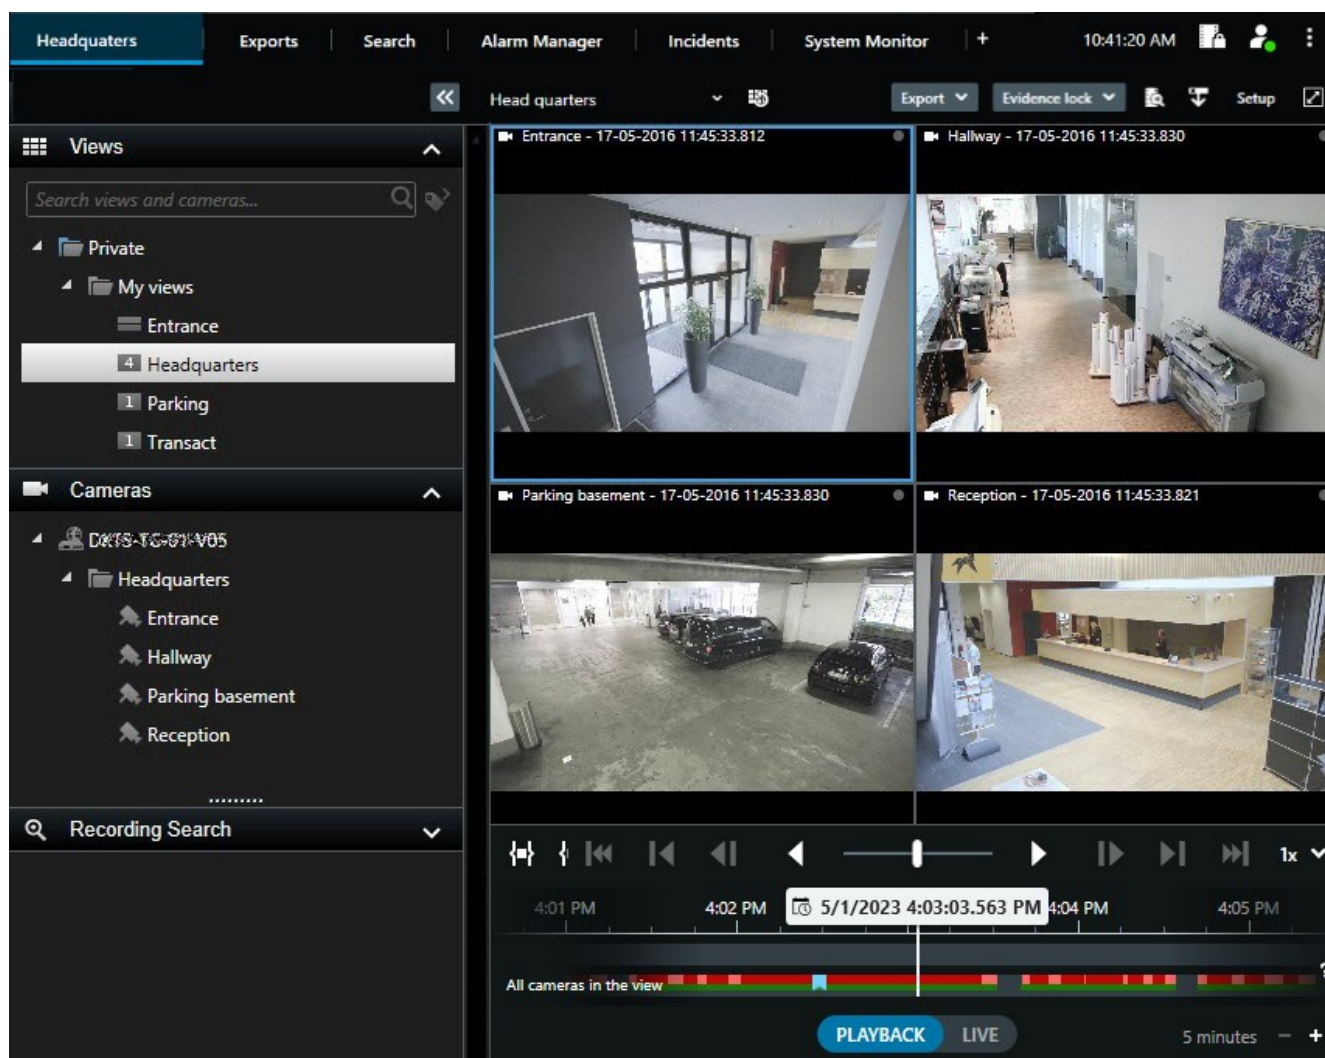 Headquaters Exports Search Alarm Manager Incidents System Monitor + 10:41:20 AM
Head quarters Export Evidence lock Setup
Views
Search views and cameras...
Private
My views
Entrance
4 Headquarters
1 Parking
1 Transact
Cameras
Headquarters
Entrance
Hallway
Parking basement
Reception
Recording Search
Entrance - 17-05-2016 11:45:33.812
Hallway - 17-05-2016 11:45:33.830
Parking basement - 17-05-2016 11:45:33.830
Reception - 17-05-2016 11:45:33.821
1x
4:01 PM 4:02 PM 5/1/2023 4:03:03.563 PM 4:04 PM 4:05 PM
All cameras in the view
PLAYBACK LIVE 5 minutes - +